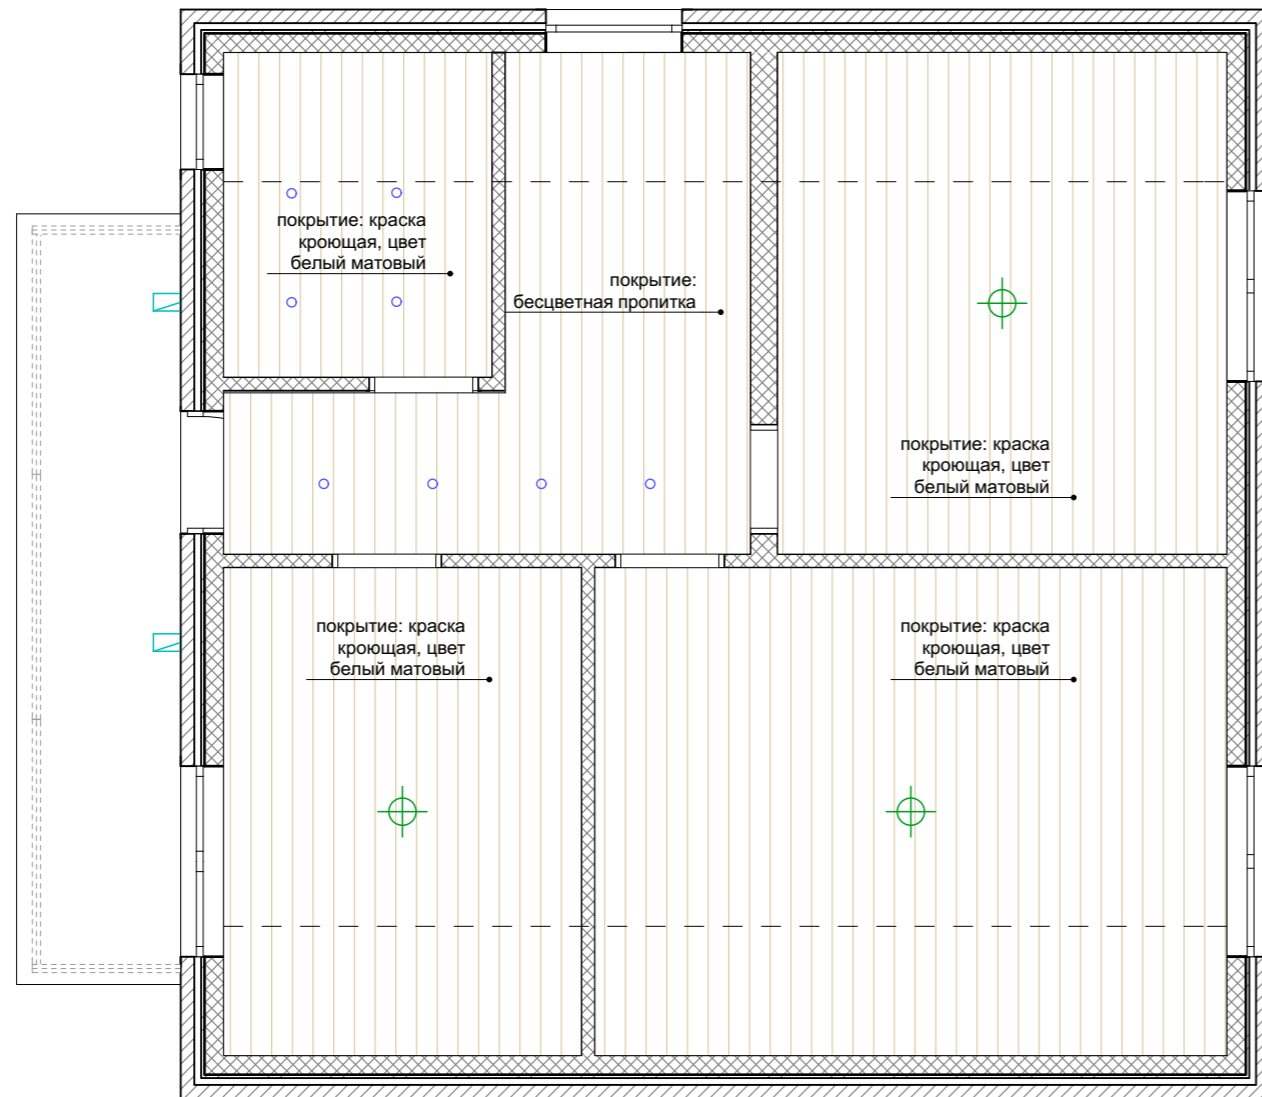 покрытие: краска
кроющая, цвет
белый матовый
покрытие:
бесцветная пропитка
покрытие: краска
кроющая, цвет
белый матовый
покрытие: краска
кроющая, цвет
белый матовый
покрытие: краска
кроющая, цвет
белый матовый